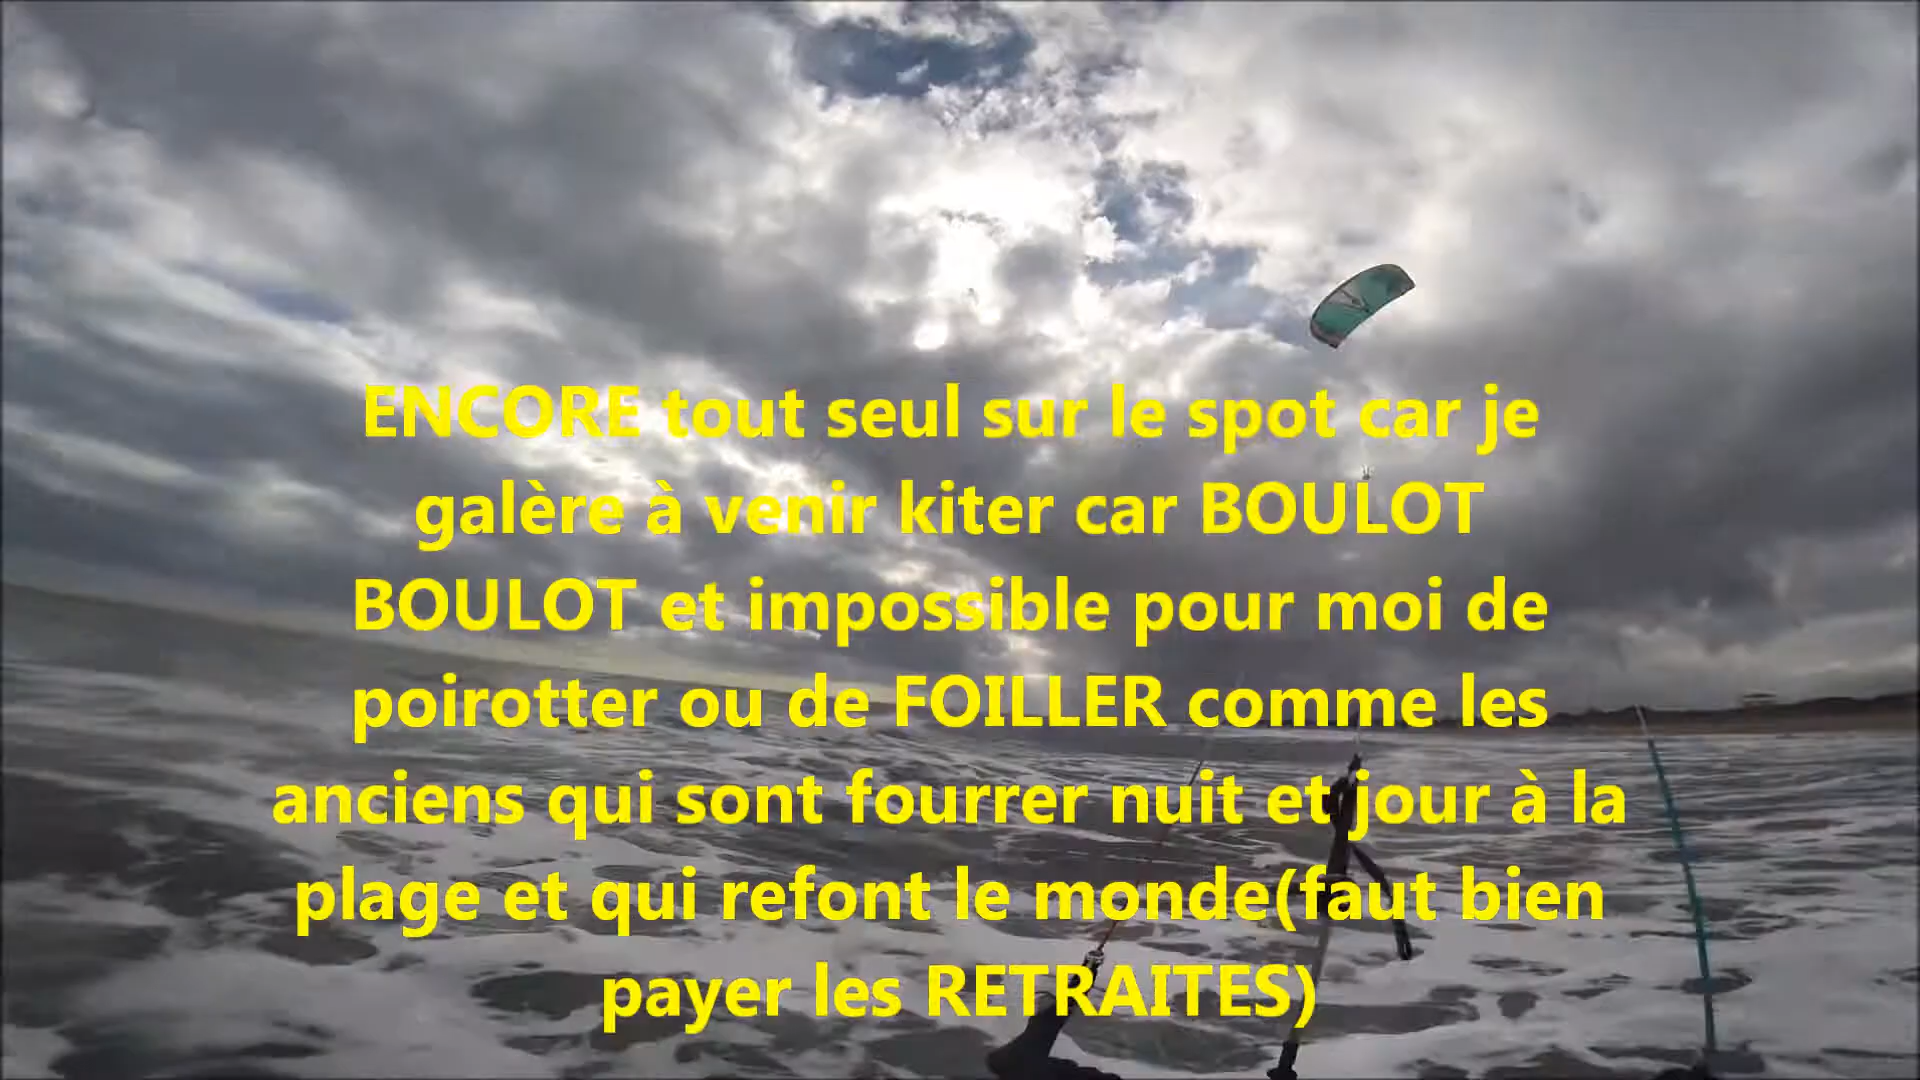 ENCORE tout seul sur le spot car je
galère à venir kiter car BOULOT
BOULOT et impossible pour moi de
poirotter ou de FOILLER comme les
anciens qui sont fourrer nuit et jour à la
plage et qui refont le monde(faut bien
payer les RETRAITES)